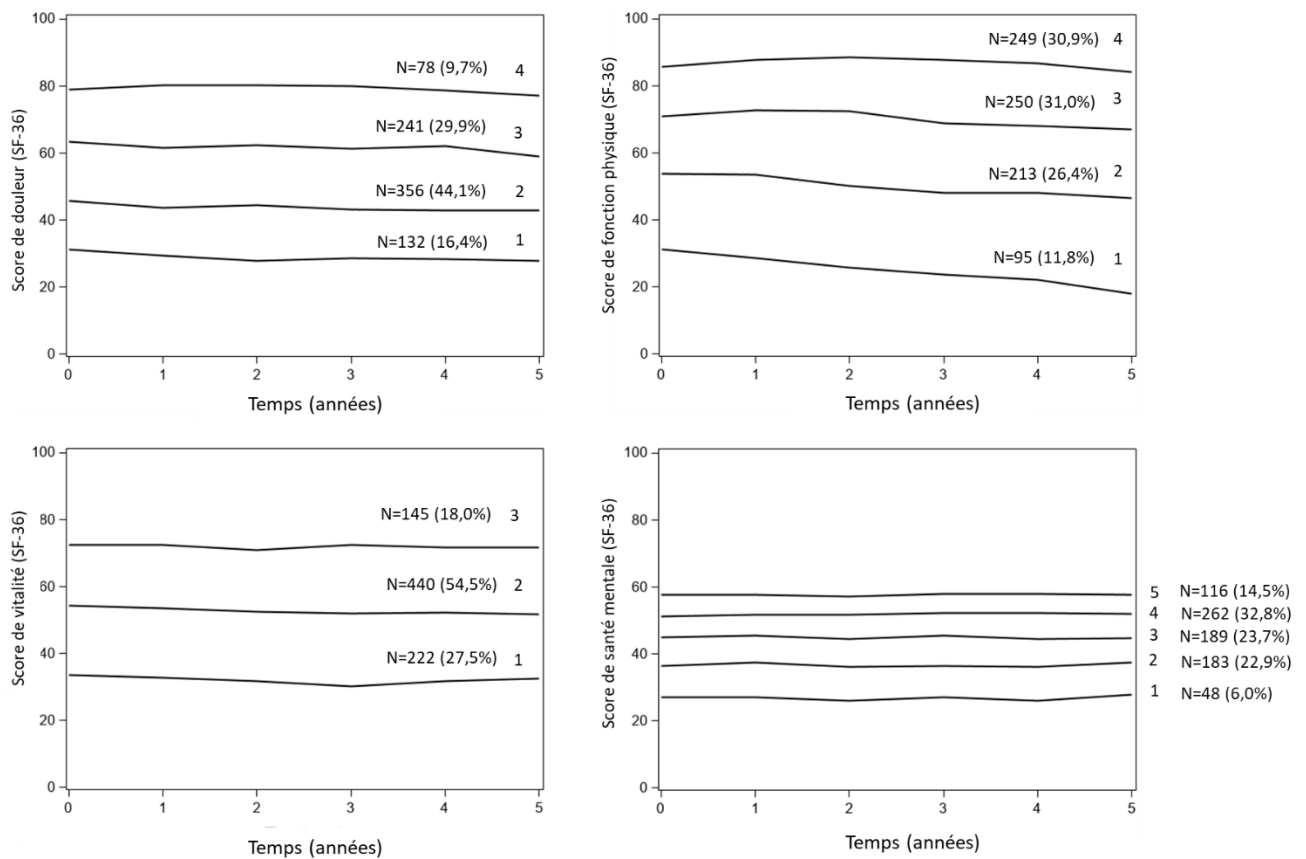 Score de douleur (SF-36)
100
80
60
40
20
0
N=78 (9,7%) 4
N=241 (29,9%) 3
N=356 (44,1%) 2
N=132 (16,4%) 1
0 1 2 3 4 5
Temps (années)
Score de fonction physique (SF-36)
100
80
60
40
20
0
N=249 (30,9%) 4
N=250 (31,0%) 3
N=213 (26,4%) 2
N=95 (11,8%) 1
0 1 2 3 4 5
Temps (années)
Score de vitalité (SF-36)
100
80
60
40
20
0
N=145 (18,0%) 3
N=440 (54,5%) 2
N=222 (27,5%) 1
0 1 2 3 4 5
Temps (années)
Score de santé mentale (SF-36)
100
80
60
40
20
0
5 N=116 (14,5%)
4 N=262 (32,8%)
3 N=189 (23,7%)
2 N=183 (22,9%)
1 N=48 (6,0%)
0 1 2 3 4 5
Temps (années)